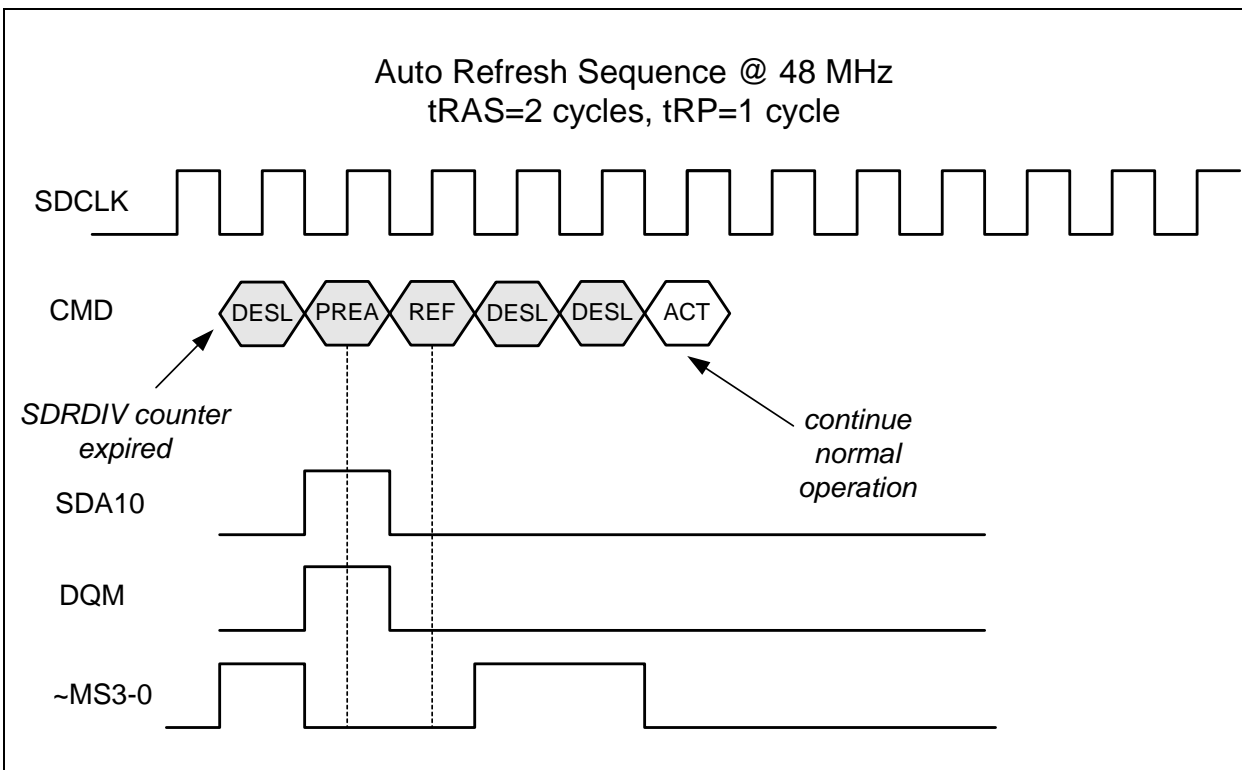 Auto Refresh Sequence @ 48 MHz
tRAS=2 cycles, tRP=1 cycle
SDCLK
CMD
DESL PREA REF DESL DESL ACT
SDRDIV counter
expired
continue
normal
operation
SDA10
DQM
~MS3-0